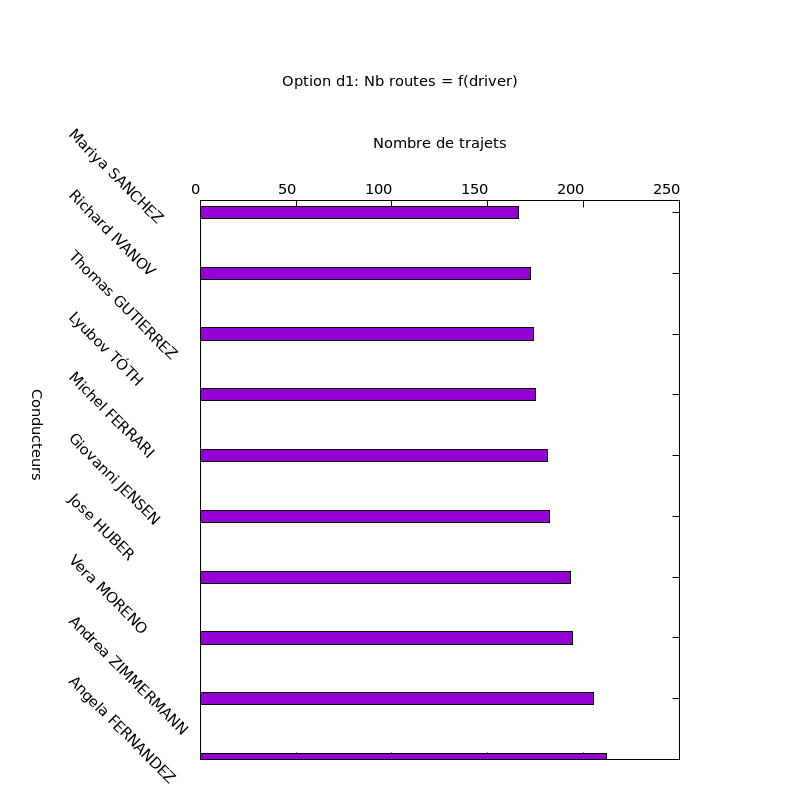 Option d1: Nb routes = f(driver)
Nombre de trajets
0 50 100 150 200 250
Mariya SANCHEZ
Richard IVANOV
Thomas GUTIERREZ
Lyubov TÓTH
Michel FERRARI
Giovanni JENSEN
Jose HUBER
Vera MORENO
Andrea ZIMMERMANN
Angela FERNANDEZ
Conducteurs